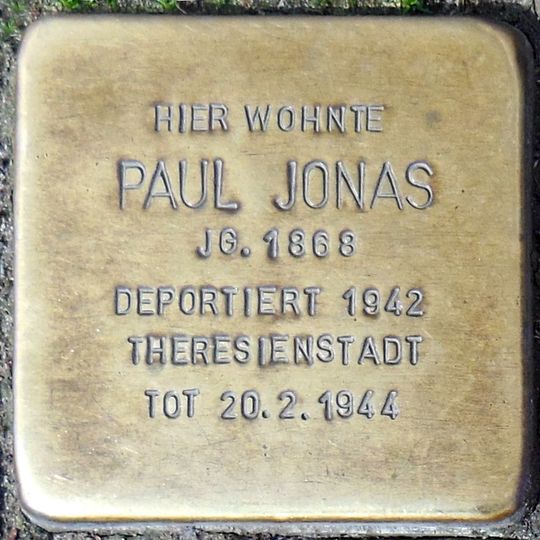 HIER WOHNTE
PAUL JONAS
JG. 1868
DEPORTIERT 1942
THERESIENSTADT
TOT 20.2.1944